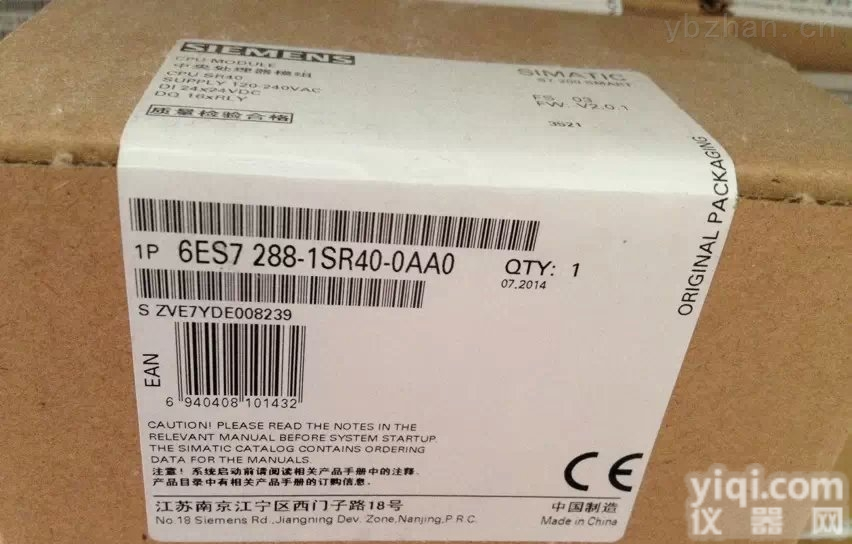 ybzhan.cn
SIEMENS
CPU MODULE
中央处理器模组
CPU SR40
SUPPLY 120-240VAC
DI 24x24VDC
DQ 16xRLY
质量检验合格
SIMATIC
S7 200 SMART
FS: 03
FW: V2.0.1
3521
ORIGINAL PACKAGING
1P 6ES7 288-1SR40-0AA0 QTY: 1
07.2014
S ZVE7YDE008239
EAN
6 940408 101432
CAUTION! PLEASE READ THE NOTES IN
RELEVANT MANUAL BEFORE SYSTEM STARTUP.
THE SIMATIC CATALOG CONTAINS ORDERING
DATA FOR THE MANUALS.
注意! 系统启动前请阅读相关产品手册中的注释.
产品目录中有相关产品手册的订购信息.
CE
江苏南京江宁区西门子路18号
No.18 Siemens Rd.,Jiangning Dev. Zone,Nanjing,P.R.C.
中国制造
Made in China
yiqi.com
仪器网